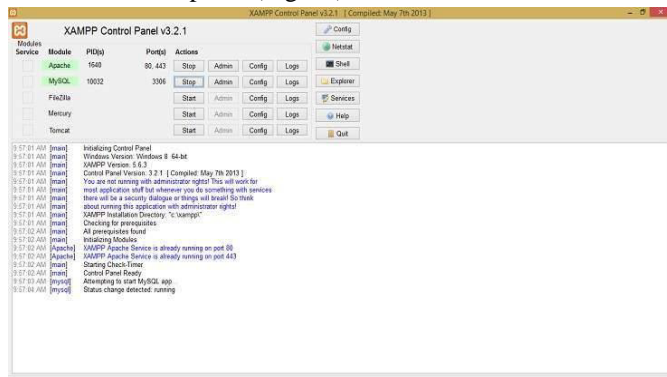 XAMPP Control Panel v3.2.1 [ Compiled: May 7th 2013 ]
XAMPP Control Panel v3.2.1
Config
Modules
Service Module PID(s) Port(s) Actions
Netstat
Apache 1640 80, 443 Stop Admin Config Logs
Shell
MySQL 10032 3306 Stop Admin Config Logs
Explorer
FileZilla Start Admin Config Logs
Services
Mercury Start Admin Config Logs
Help
Tomcat Start Admin Config Logs
Quit
9:57:01 AM [main] Initializing Control Panel
9:57:01 AM [main] Windows Version: Windows 8 64-bit
9:57:01 AM [main] XAMPP Version: 5.6.3
9:57:01 AM [main] Control Panel Version: 3.2.1 [ Compiled: May 7th 2013 ]
9:57:01 AM [main] You are not running with administrator rights! This will work for
9:57:01 AM [main] most application stuff but whenever you do something with services
9:57:01 AM [main] there will be a security dialogue or things will break! So think
9:57:01 AM [main] about running this application with administrator rights!
9:57:01 AM [main] XAMPP Installation Directory: "c:\xampp\"
9:57:01 AM [main] Checking for prerequisites
9:57:02 AM [main] All prerequisites found
9:57:02 AM [main] Initializing Modules
9:57:02 AM [Apache] XAMPP Apache Service is already running on port 80
9:57:02 AM [Apache] XAMPP Apache Service is already running on port 443
9:57:02 AM [main] Starting Check-Timer
9:57:02 AM [main] Control Panel Ready
9:57:03 AM [mysql] Attempting to start MySQL app
9:57:04 AM [mysql] Status change detected: running